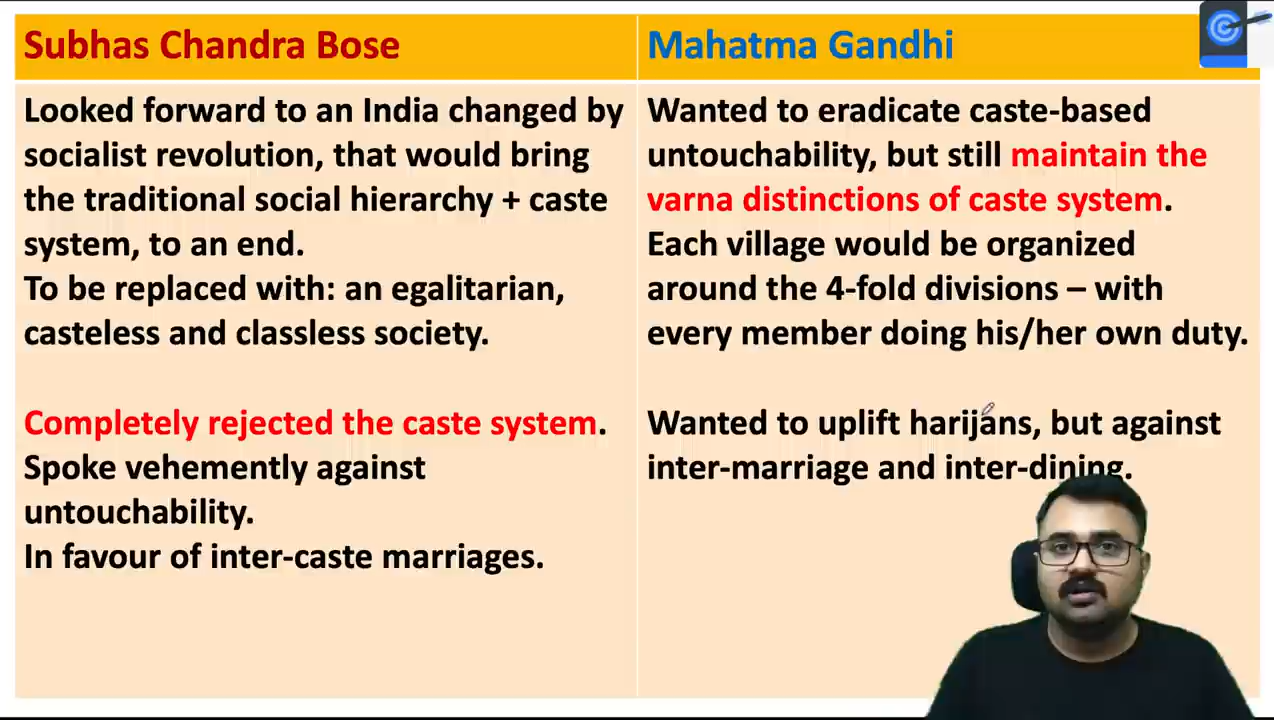 Subhas Chandra Bose
Looked forward to an India changed by
socialist revolution, that would bring
the traditional social hierarchy + caste
system, to an end.
To be replaced with: an egalitarian,
casteless and classless society.
Completely rejected the caste system.
Spoke vehemently against
untouchability.
In favour of inter-caste marriages.
Mahatma Gandhi
Wanted to eradicate caste-based
untouchability, but still maintain the
varna distinctions of caste system.
Each village would be organized
around the 4-fold divisions – with
every member doing his/her own duty.
Wanted to uplift harijans, but against
inter-marriage and inter-dining.